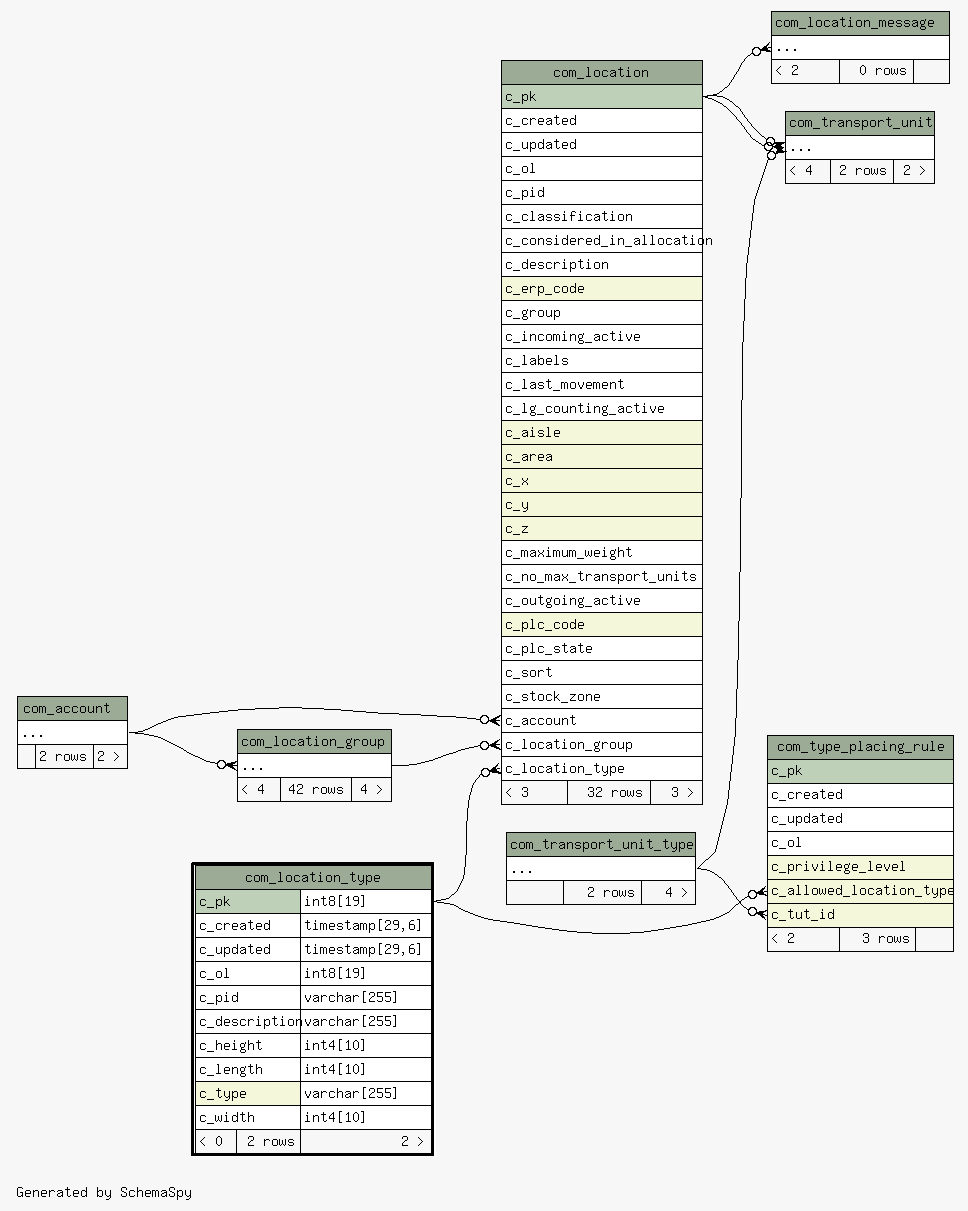 com_location_message
...
< 2 0 rows
com_location
c_pk
c_created
c_updated
c_ol
c_pid
c_classification
c_considered_in_allocation
c_description
c_erp_code
c_group
c_incoming_active
c_labels
c_last_movement
c_lg_counting_active
c_aisle
c_area
c_x
c_y
c_z
c_maximum_weight
c_no_max_transport_units
c_outgoing_active
c_plc_code
c_plc_state
c_sort
c_stock_zone
c_account
c_location_group
c_location_type
< 3 32 rows 3 >
com_transport_unit
...
< 4 2 rows 2 >
com_account
...
2 rows 2 >
com_location_group
...
< 4 42 rows 4 >
com_type_placing_rule
c_pk
c_created
c_updated
c_ol
c_privilege_level
c_allowed_location_type
c_tut_id
< 2 3 rows
com_transport_unit_type
...
2 rows 4 >
com_location_type
c_pk int8[19]
c_created timestamp[29,6]
c_updated timestamp[29,6]
c_ol int8[19]
c_pid varchar[255]
c_description varchar[255]
c_height int4[10]
c_length int4[10]
c_type varchar[255]
c_width int4[10]
< 0 2 rows 2 >
Generated by SchemaSpy